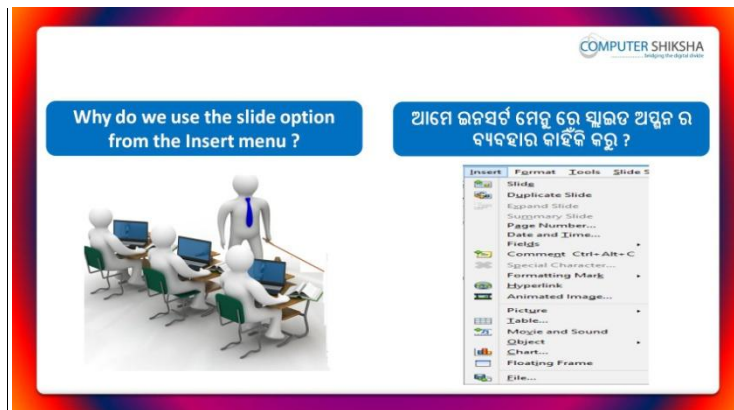 COMPUTER SHIKSHA
bridging the digital divide
Why do we use the slide option
from the Insert menu ?
ଆମେ ଇନସର୍ଟ ମେନୁ ରେ ସ୍ଲାଇଡ ଅପ୍ସନ ର
ବ୍ୟବହାର କାହିଁକି କରୁ ?
Insert Format Tools Slide S
Slide
Duplicate Slide
Expand Slide
Summary Slide
Page Number...
Date and Time...
Fields
Comment Ctrl+Alt+C
Special Character...
Formatting Mark
Hyperlink
Animated Image...
Picture
Table...
Movie and Sound
Object
Chart...
Floating Frame
File...